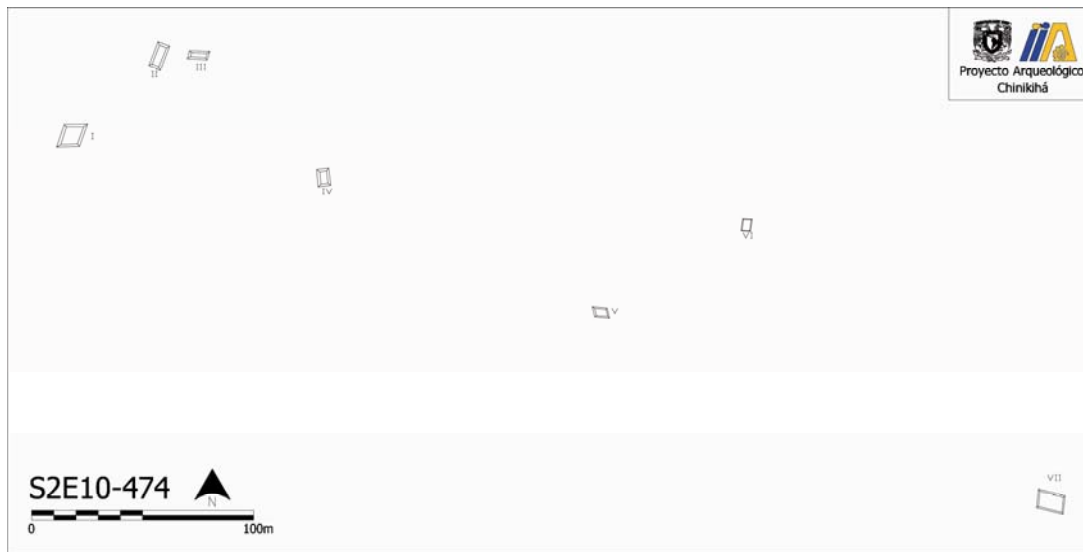 II
III
Proyecto Arqueológico
Chinikihá
I
IV
VI
V
VII
S2E10-474
N
0 100m